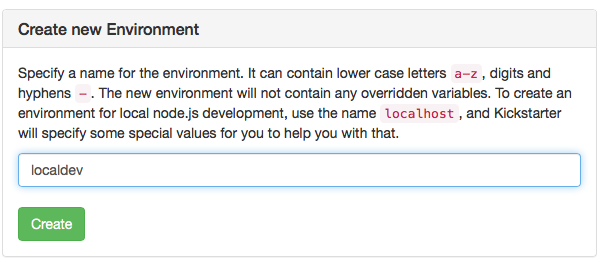 Create new Environment
Specify a name for the environment. It can contain lower case letters a-z, digits and
hyphens -. The new environment will not contain any overridden variables. To create an
environment for local node.js development, use the name localhost, and Kickstarter
will specify some special values for you to help you with that.
localdev
Create